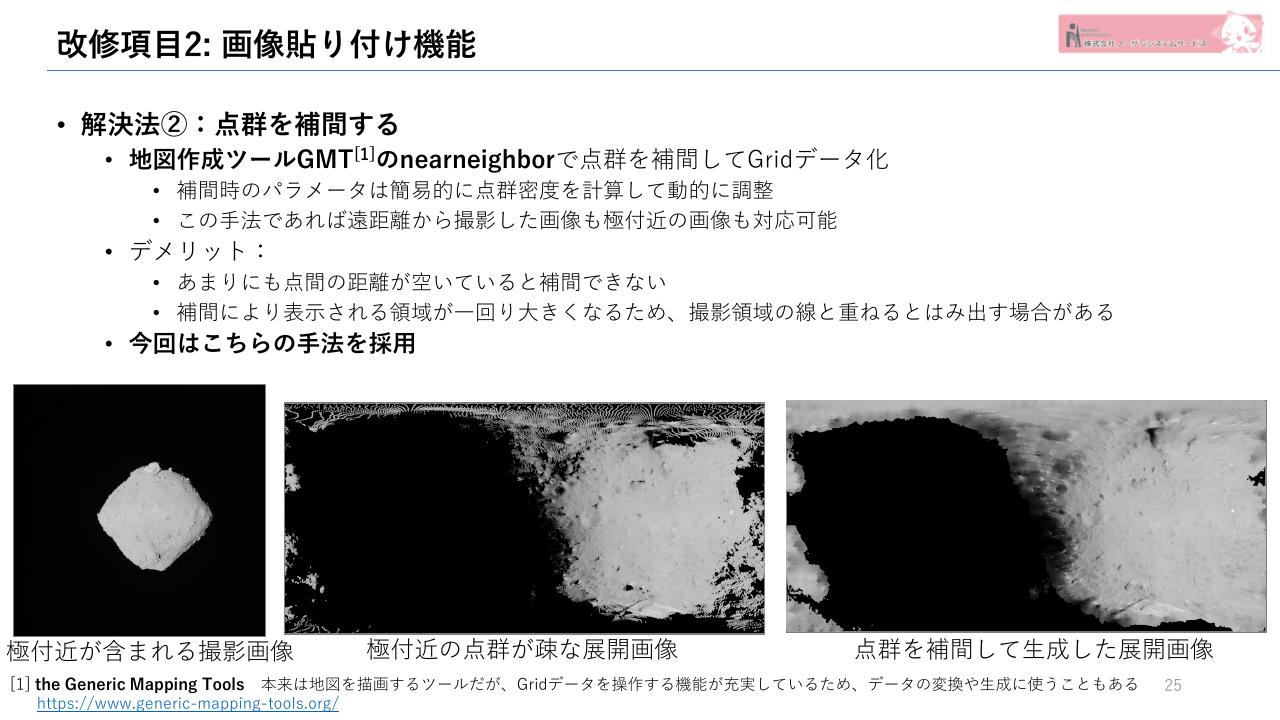 改修項目2: 画像貼り付け機能
株式会社ノーザンシステムサービス
• 解決法②：点群を補間する
• 地図作成ツールGMT[1]のnearneighborで点群を補間してGridデータ化
• 補間時のパラメータは簡易的に点群密度を計算して動的に調整
• この手法であれば遠距離から撮影した画像も極付近の画像も対応可能
• デメリット：
• あまりにも点間の距離が空いていると補間できない
• 補間により表示される領域が一回り大きくなるため、撮影領域の線と重ねるとはみ出す場合がある
• 今回はこちらの手法を採用
極付近が含まれる撮影画像
極付近の点群が疎な展開画像
点群を補間して生成した展開画像
[1] the Generic Mapping Tools 本来は地図を描画するツールだが、Gridデータを操作する機能が充実しているため、データの変換や生成に使うこともある
https://www.generic-mapping-tools.org/
25